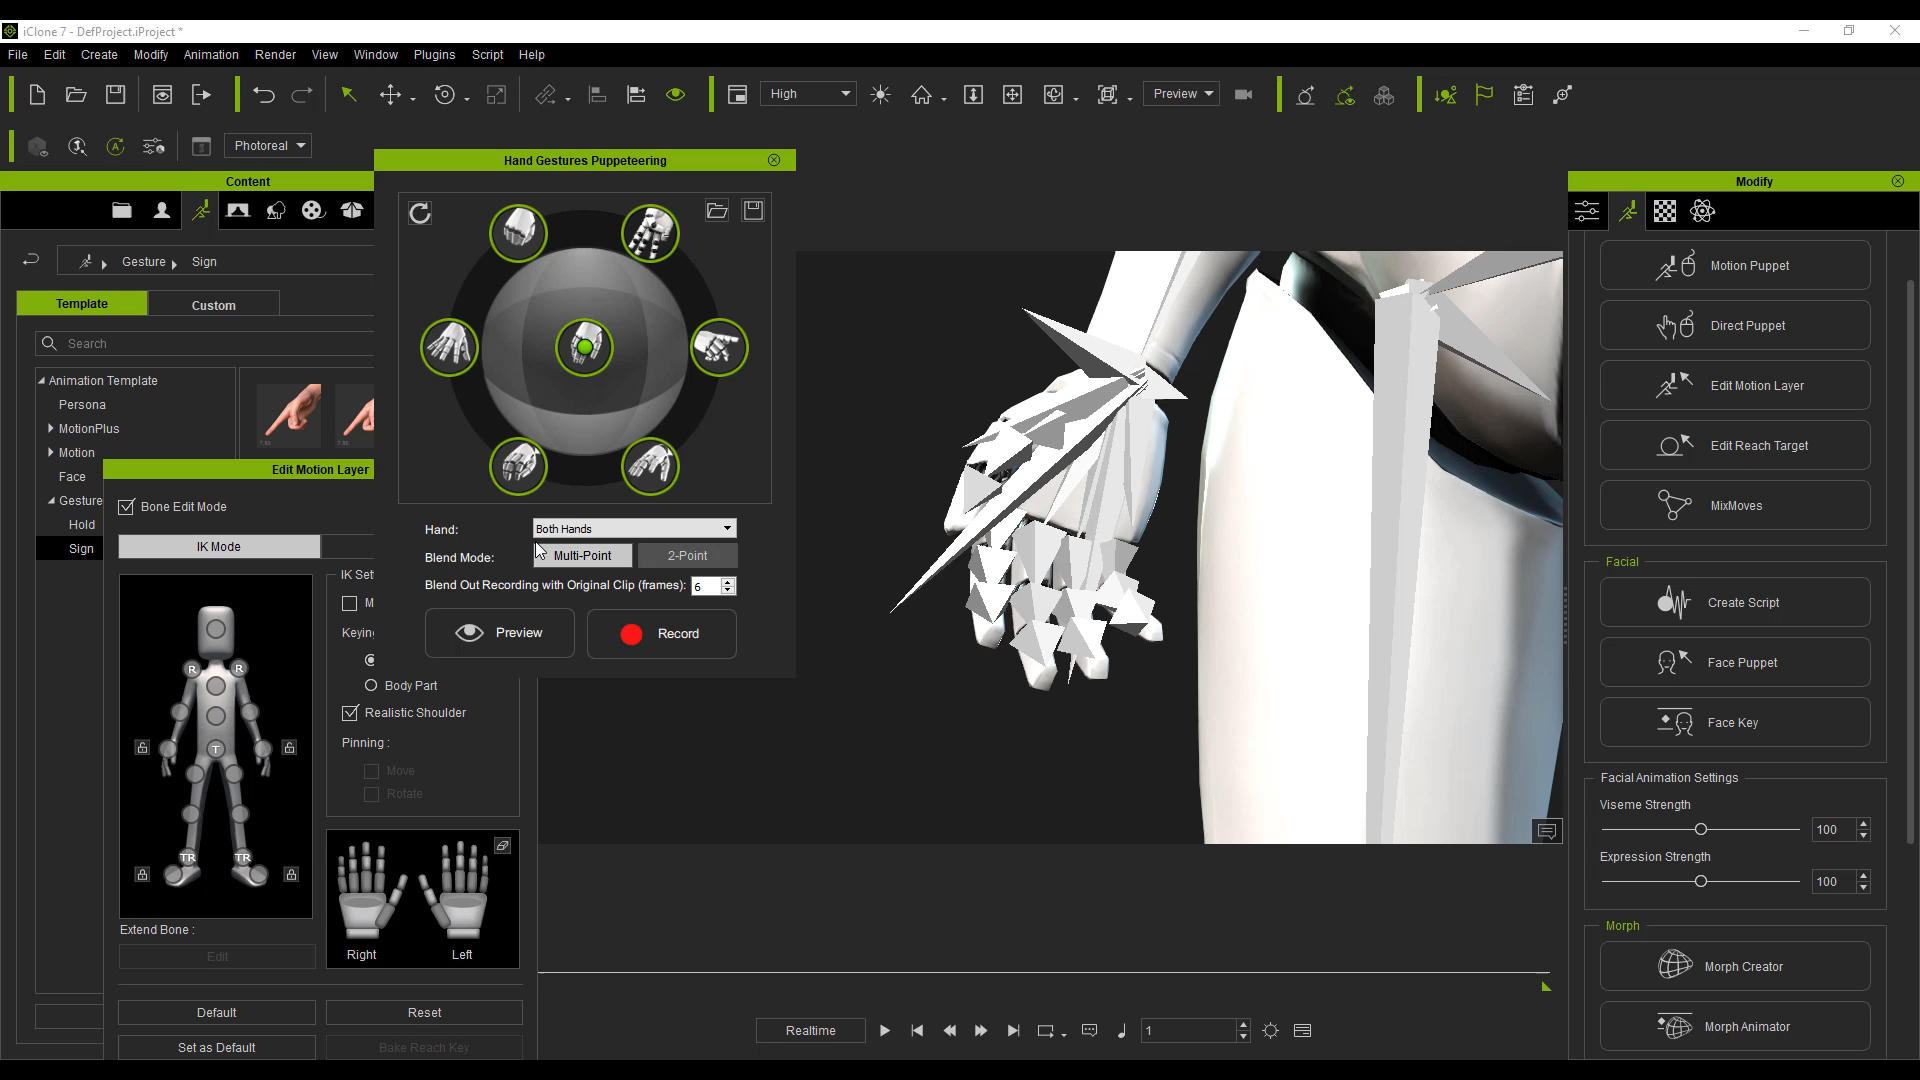 iClone 7 - DefProject.iProject *
File Edit Create Modify Animation Render View Window Plugins Script Help
High
Preview
Photoreal
Content
Gesture Sign
Template Custom
Search
Animation Template
Persona
MotionPlus
Motion
Face
Gesture
Hold
Sign
Edit Motion Layer
Bone Edit Mode
IK Mode
IK Set
M
Keying
Body Part
Realistic Shoulder
Pinning :
Move
Rotate
R R
T
TR TR
Right Left
Extend Bone :
Edit
Default Reset
Set as Default Bake Reach Key
Hand Gestures Puppeteering
Hand: Both Hands
Blend Mode: Multi-Point 2-Point
Blend Out Recording with Original Clip (frames): 6
Preview Record
Realtime
1
Modify
Motion Puppet
Direct Puppet
Edit Motion Layer
Edit Reach Target
MixMoves
Facial
Create Script
Face Puppet
Face Key
Facial Animation Settings
Viseme Strength
100
Expression Strength
100
Morph
Morph Creator
Morph Animator